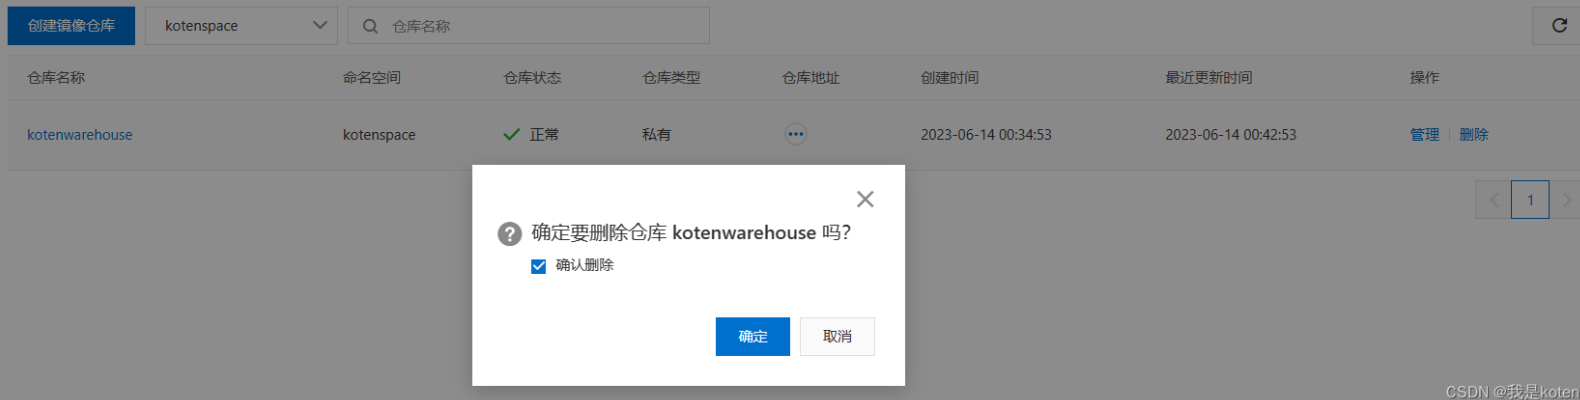 创建镜像仓库 kotenspace 仓库名称
仓库名称 命名空间 仓库状态 仓库类型 仓库地址 创建时间 最近更新时间 操作
kotenwarehouse kotenspace 正常 私有 2023-06-14 00:34:53 2023-06-14 00:42:53 管理 删除
1
确定要删除仓库 kotenwarehouse 吗?
确认删除
确定 取消
CSDN @我是koten